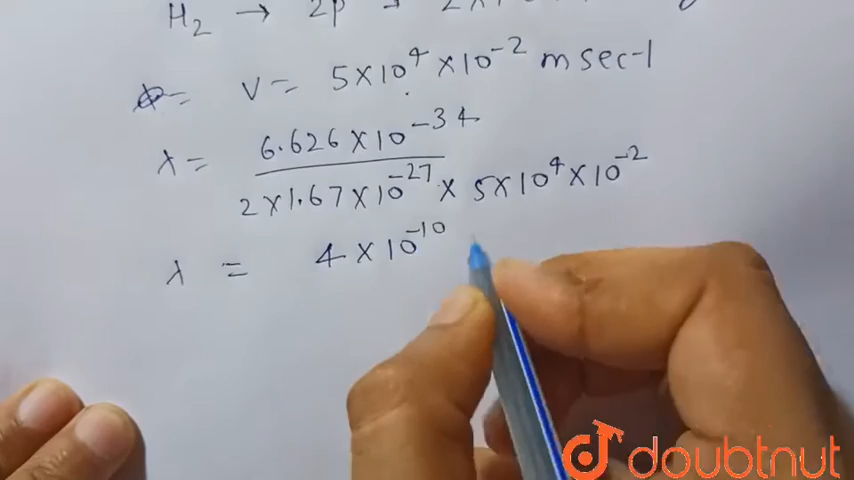 H₂ → 2p
V = 5×10⁴×10⁻² m sec-1
λ = 6.626×10⁻³⁴
2×1.67×10⁻²⁷ × 5×10⁴×10⁻²
λ = 4×10⁻¹⁰
doubtnut